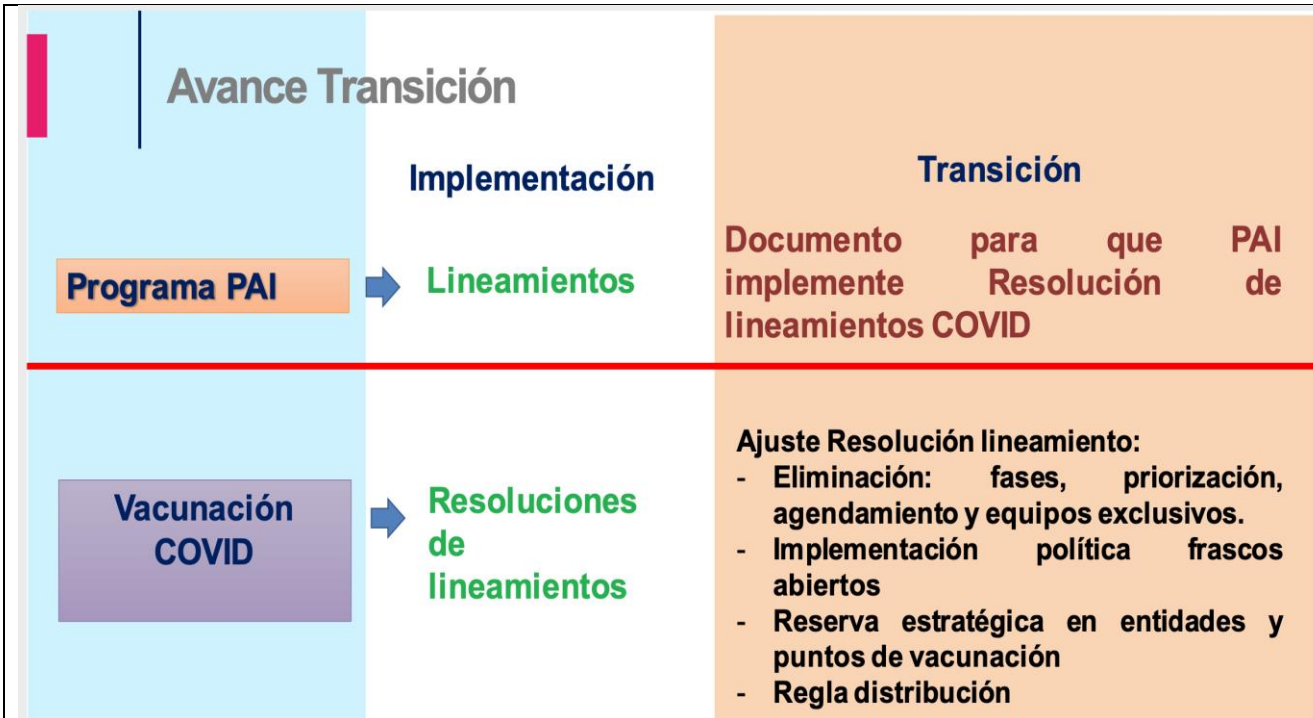 Avance Transición
Implementación
Transición
Programa PAI
Lineamientos
Documento para que PAI
implemente Resolución de
lineamientos COVID
Vacunación
COVID
Resoluciones
de
lineamientos
Ajuste Resolución lineamiento:
- Eliminación: fases, priorización,
agendamiento y equipos exclusivos.
- Implementación política frascos
abiertos
- Reserva estratégica en entidades y
puntos de vacunación
- Regla distribución